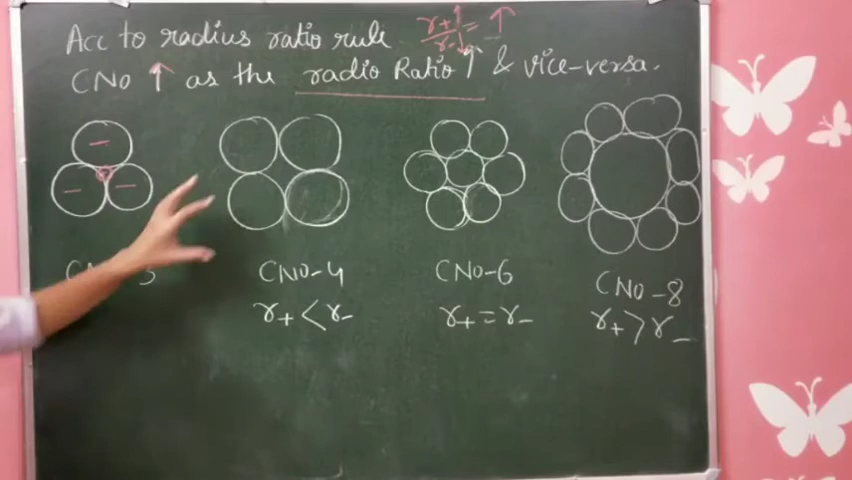 Acc to radius ratio rule r+↑/r-↓ = ↑
CNO ↑ as the radio Ratio ↑ & vice-versa.
- - -
CNO-4
r+ < r-
CNO-6
r+ = r-
CNO-8
r+ > r-